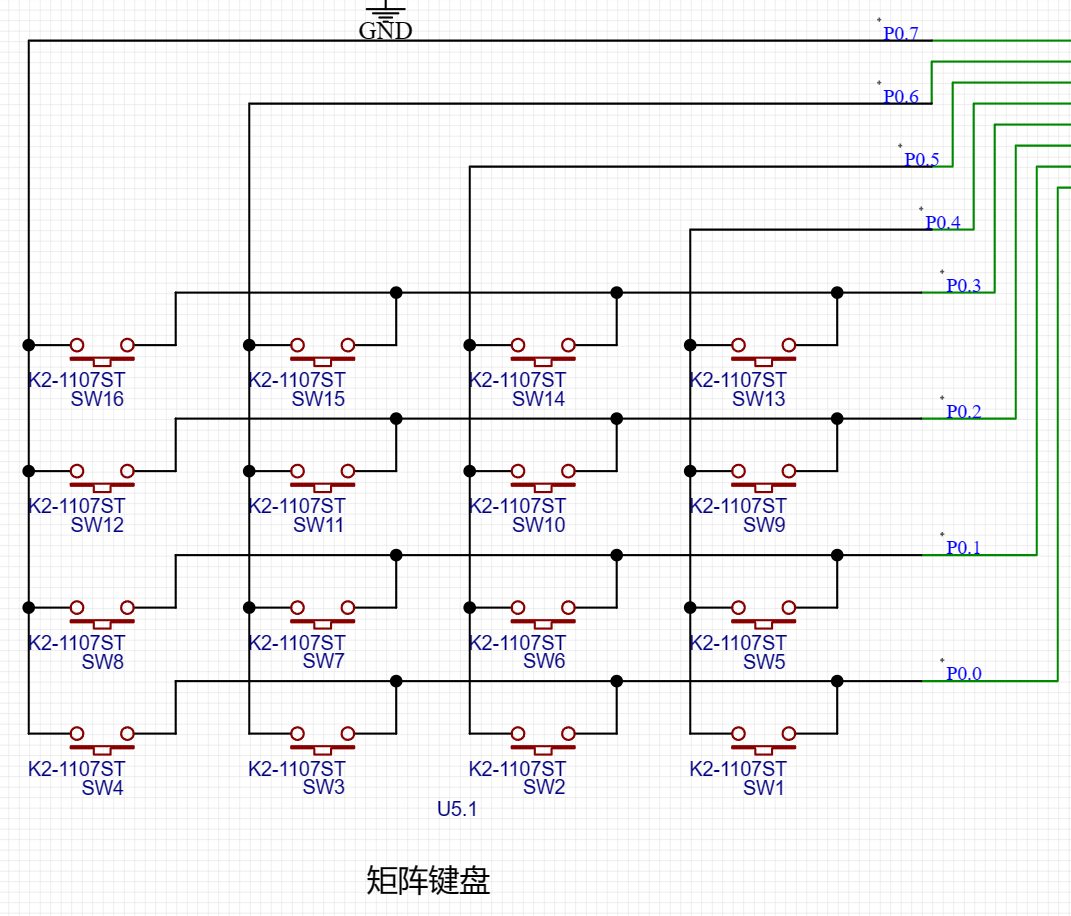 GND
P0.7
P0.6
P0.5
P0.4
P0.3
K2-1107ST K2-1107ST K2-1107ST K2-1107ST
SW16 SW15 SW14 SW13
P0.2
K2-1107ST K2-1107ST K2-1107ST K2-1107ST
SW12 SW11 SW10 SW9
P0.1
K2-1107ST K2-1107ST K2-1107ST K2-1107ST
SW8 SW7 SW6 SW5
P0.0
K2-1107ST K2-1107ST K2-1107ST K2-1107ST
SW4 SW3 SW2 SW1
U5.1
矩阵键盘